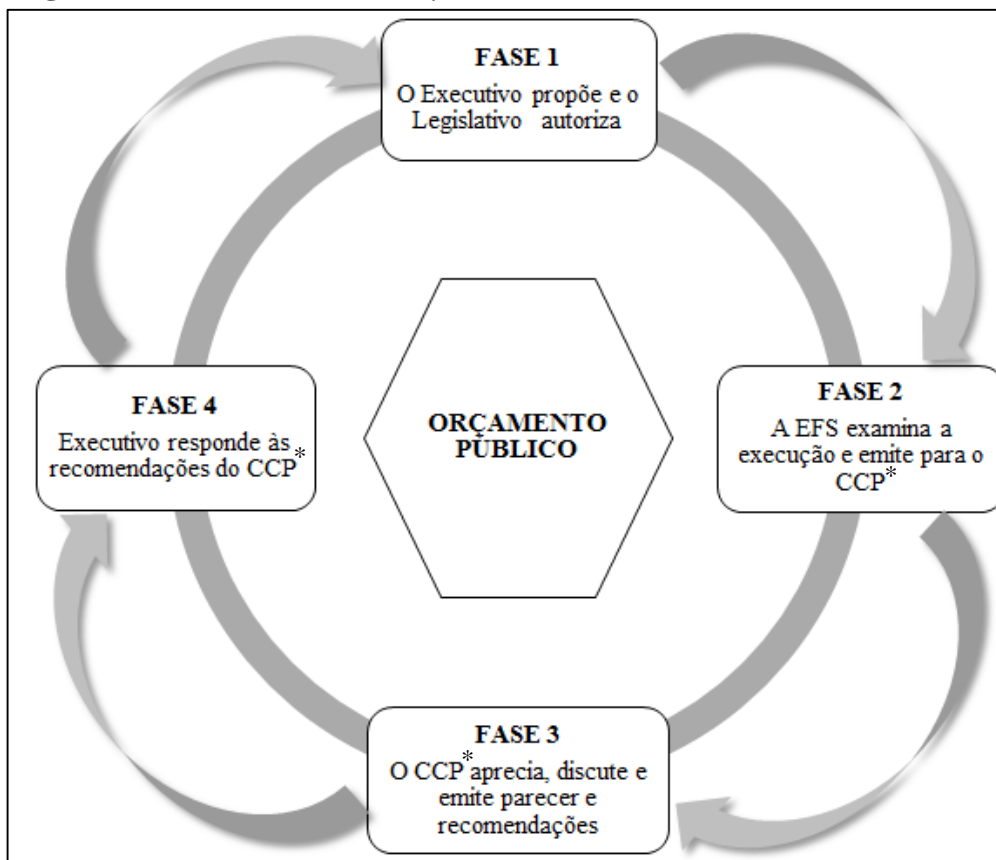 FASE 1
O Executivo propõe e o
Legislativo autoriza
FASE 2
A EFS examina a
execução e emite para o
CCP*
FASE 3
O CCP* aprecia, discute e
emite parecer e
recomendações
FASE 4
Executivo responde às
recomendações do CCP*
ORÇAMENTO
PÚBLICO